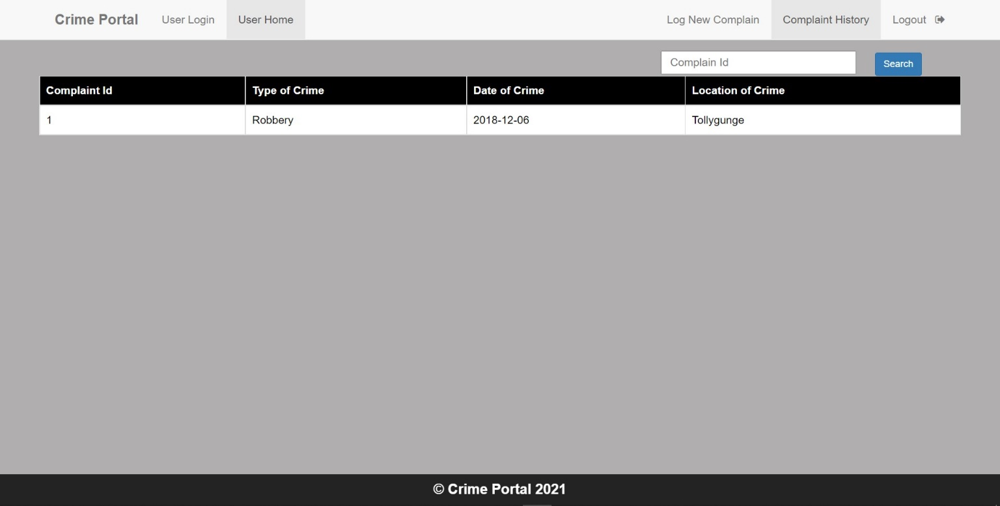 Crime Portal User Login User Home Log New Complain Complaint History Logout
Complain Id Search
Complaint Id Type of Crime Date of Crime Location of Crime
1 Robbery 2018-12-06 Tollygunge
© Crime Portal 2021